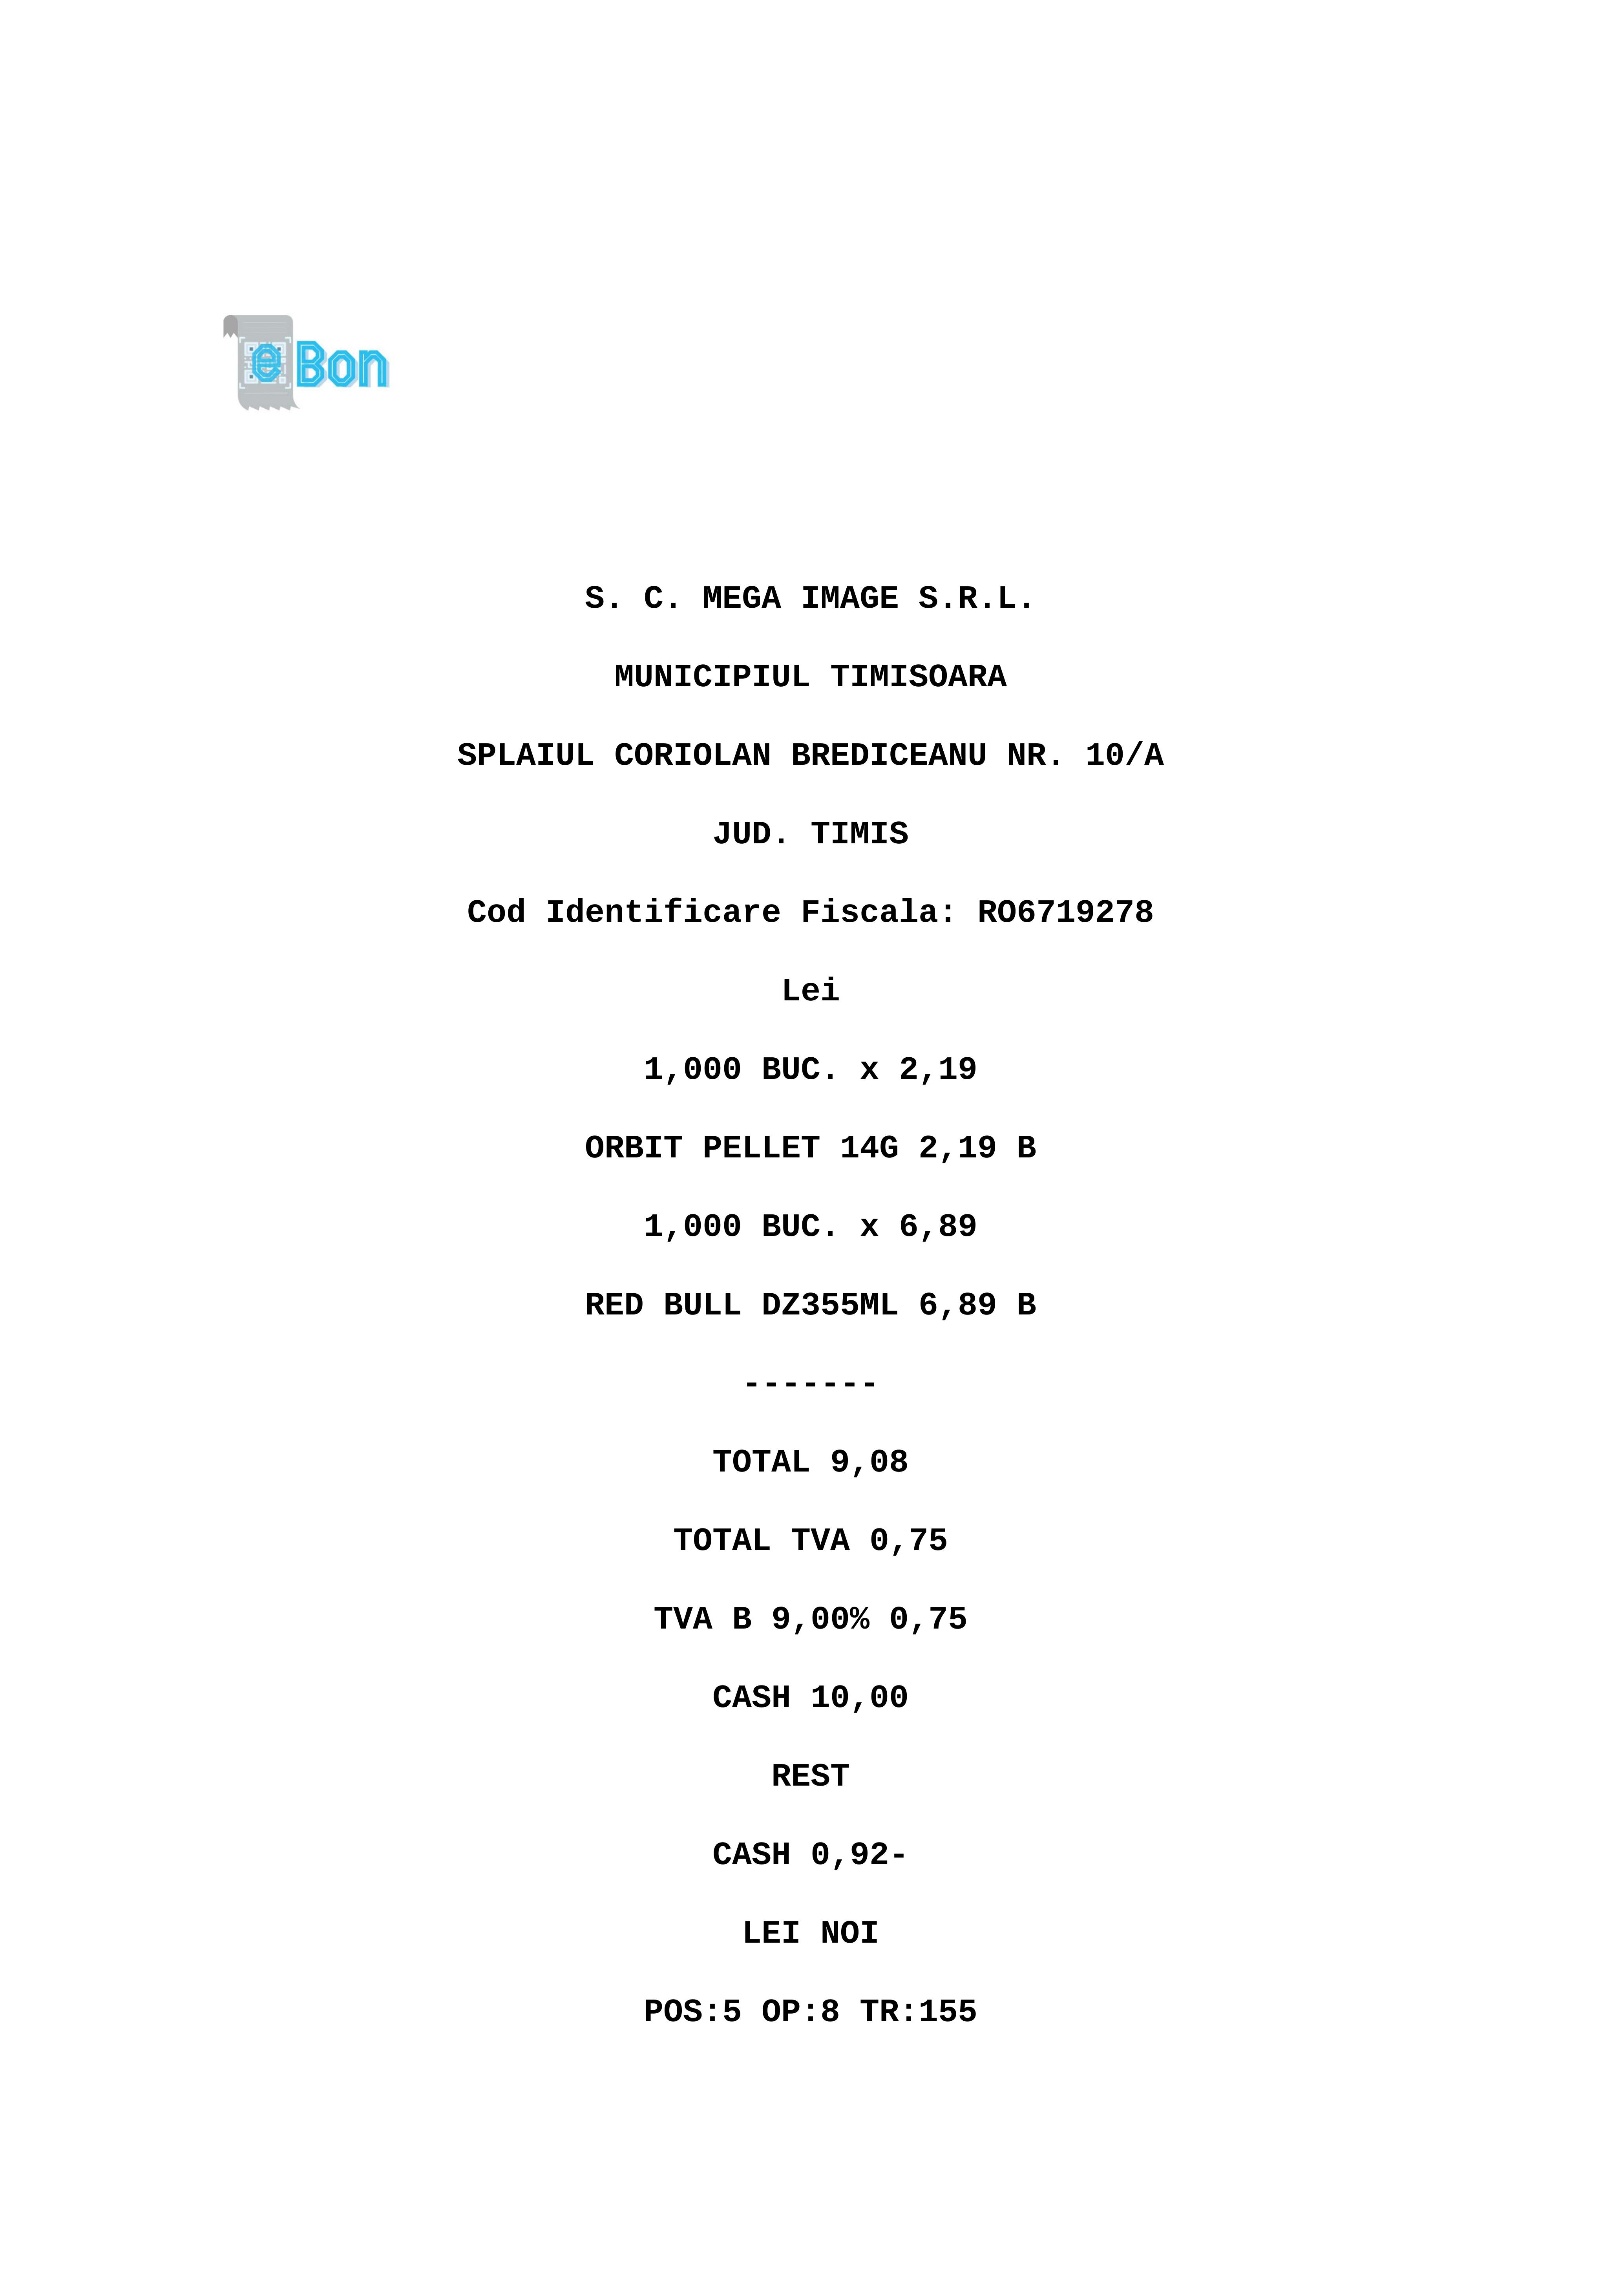 eBon
S. C. MEGA IMAGE S.R.L.
MUNICIPIUL TIMISOARA
SPLAIUL CORIOLAN BREDICEANU NR. 10/A
JUD. TIMIS
Cod Identificare Fiscala: RO6719278
Lei
1,000 BUC. x 2,19
ORBIT PELLET 14G 2,19 B
1,000 BUC. x 6,89
RED BULL DZ355ML 6,89 B
-------
TOTAL 9,08
TOTAL TVA 0,75
TVA B 9,00% 0,75
CASH 10,00
REST
CASH 0,92-
LEI NOI
POS:5 OP:8 TR:155